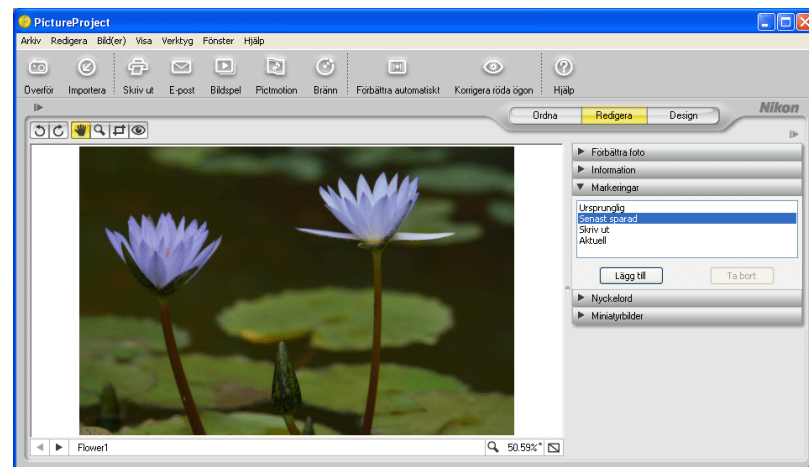 PictureProject
Arkiv Redigera Bild(er) Visa Verktyg Fönster Hjälp
Överför Importera Skriv ut E-post Bildspel Pictmotion Bränn Förbättra automatiskt Korrigera röda ögon Hjälp
Nikon
Ordna Redigera Design
Förbättra foto
Information
Markeringar
Ursprunglig
Senast sparad
Skriv ut
Aktuell
Lägg till Ta bort
Nyckelord
Miniatyrbilder
Flower1 50.59%*